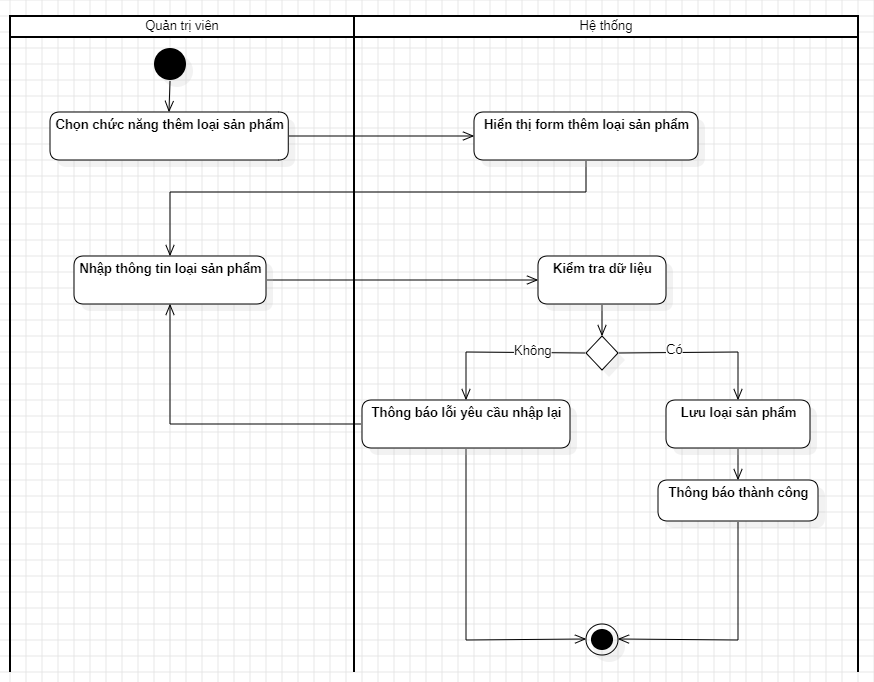 Quản trị viên
Hệ thống
Chọn chức năng thêm loại sản phẩm
Hiển thị form thêm loại sản phẩm
Nhập thông tin loại sản phẩm
Kiểm tra dữ liệu
Không
Có
Thông báo lỗi yêu cầu nhập lại
Lưu loại sản phẩm
Thông báo thành công